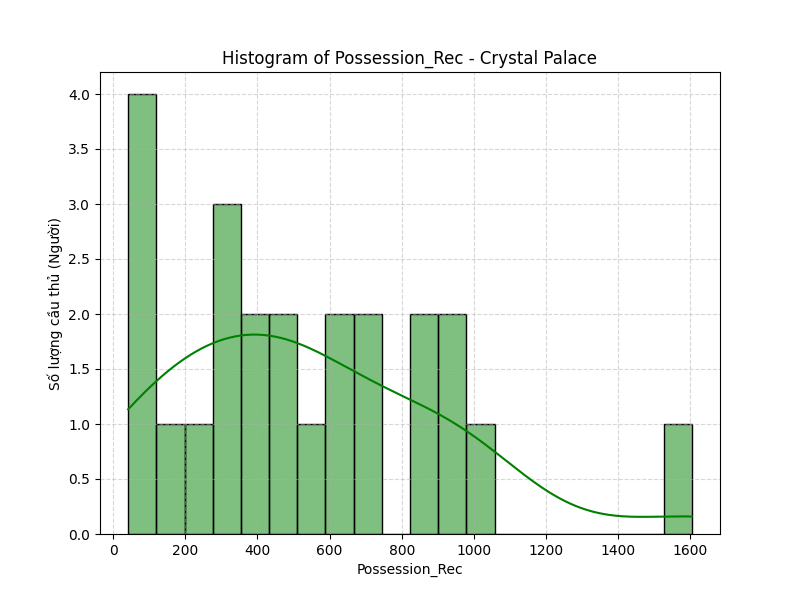 Histogram of Possession_Rec - Crystal Palace
4.0
3.5
3.0
2.5
2.0
1.5
1.0
0.5
0.0
Số lượng cầu thủ (Người)
0 200 400 600 800 1000 1200 1400 1600
Possession_Rec